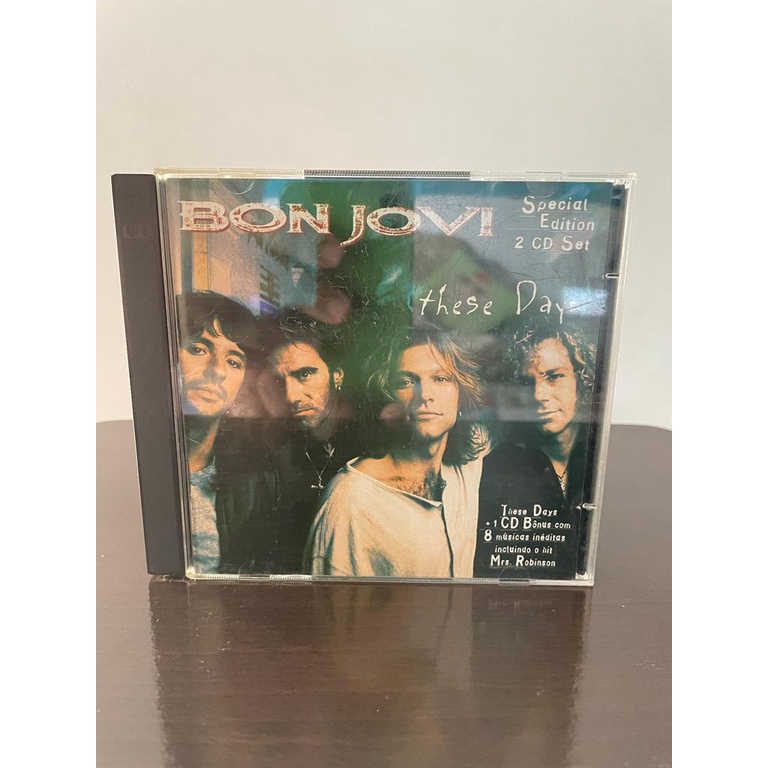 BON JOVI
Special
Edition
2 CD Set
these Days
These Days
+ 1 CD Bônus com
8 músicas inéditas
incluindo o hit
Mrs. Robinson
CD